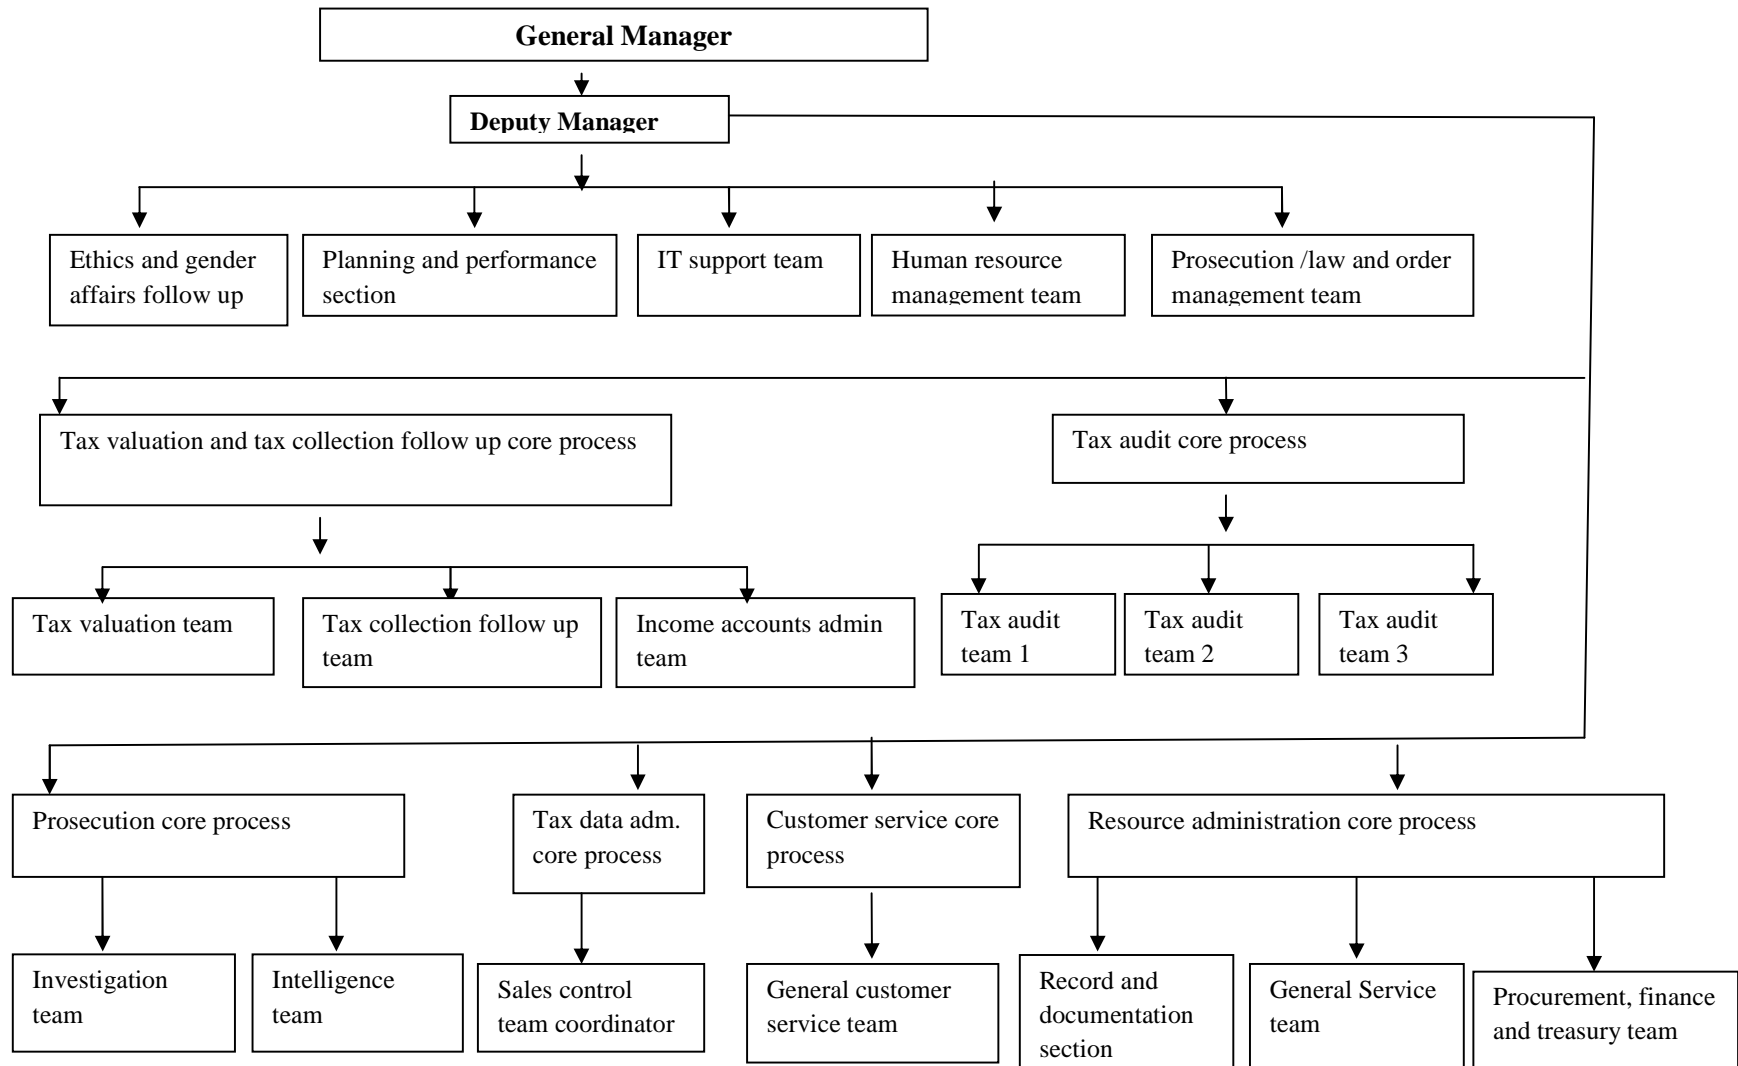 General Manager
Deputy Manager
Ethics and gender
affairs follow up
Planning and performance
section
IT support team
Human resource
management team
Prosecution /law and order
management team
Tax valuation and tax collection follow up core process
Tax audit core process
Tax valuation team
Tax collection follow up
team
Income accounts admin
team
Tax audit
team 1
Tax audit
team 2
Tax audit
team 3
Prosecution core process
Tax data adm.
core process
Customer service core
process
Resource administration core process
Investigation
team
Intelligence
team
Sales control
team coordinator
General customer
service team
Record and
documentation
section
General Service
team
Procurement, finance
and treasury team